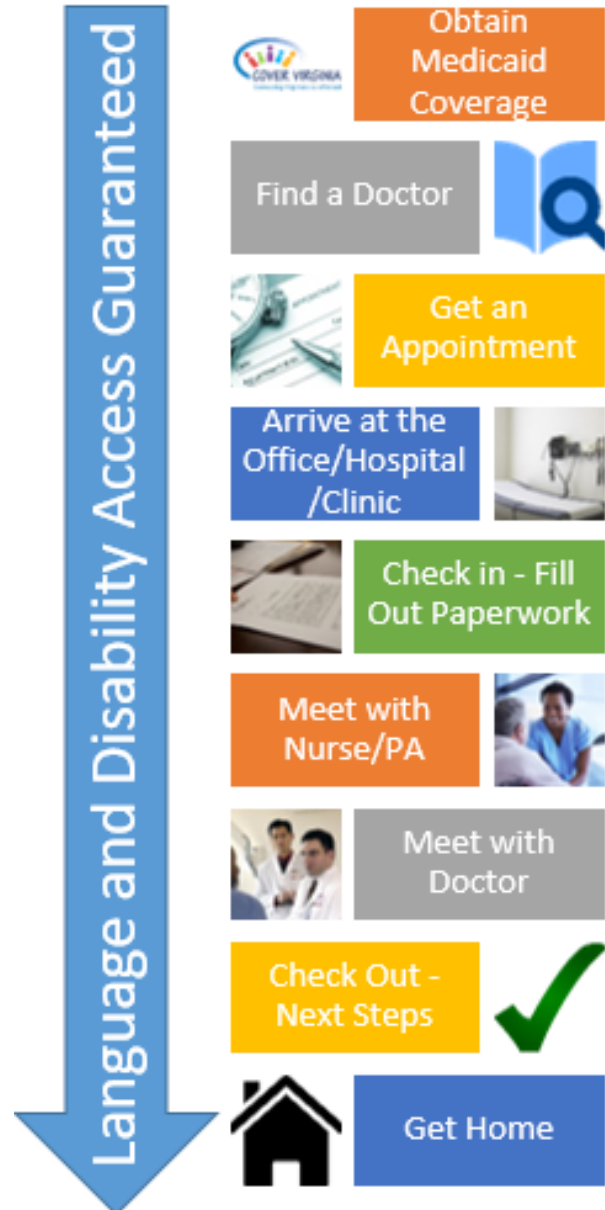 Language and Disability Access Guaranteed
COVER VIRGINIA
Obtain
Medicaid
Coverage
Find a Doctor
Get an
Appointment
Arrive at the
Office/Hospital
/Clinic
Check in - Fill
Out Paperwork
Meet with
Nurse/PA
Meet with
Doctor
Check Out -
Next Steps
Get Home